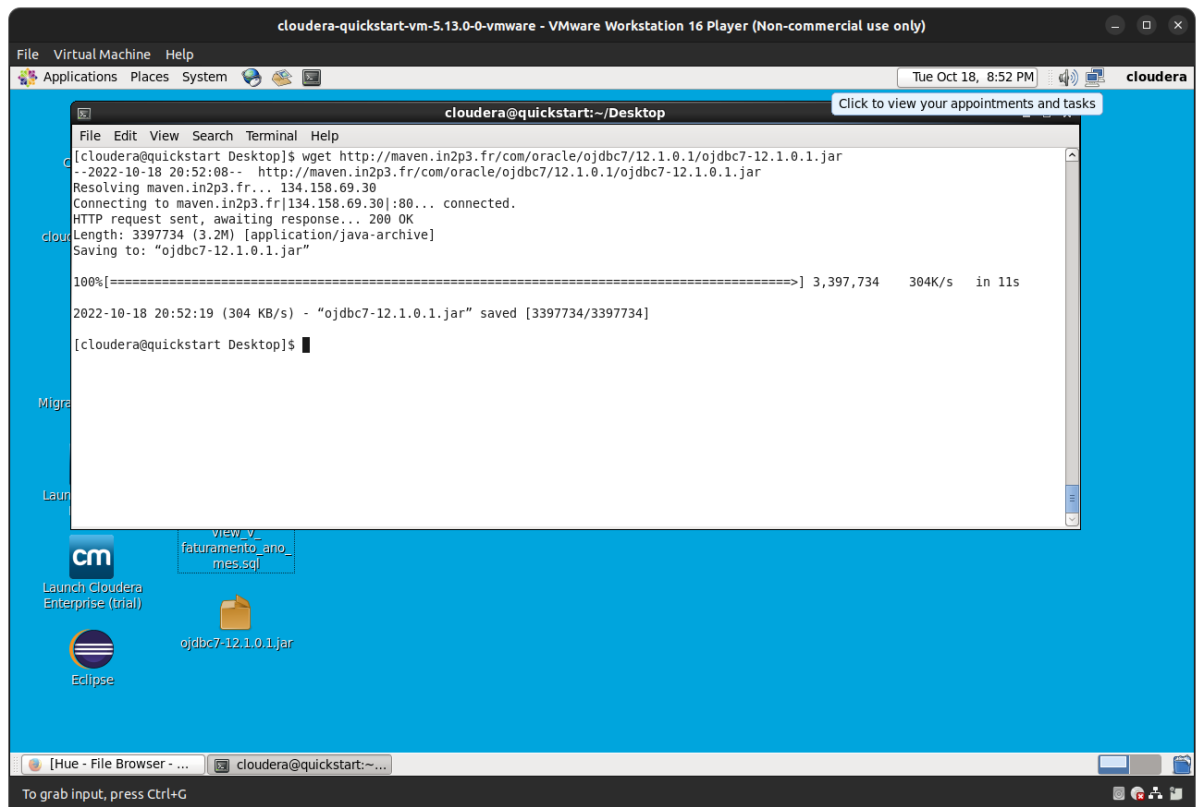 cloudera-quickstart-vm-5.13.0-0-vmware - VMware Workstation 16 Player (Non-commercial use only)
File Virtual Machine Help
Applications Places System
Tue Oct 18, 8:52 PM
cloudera
Click to view your appointments and tasks
cloudera@quickstart:~/Desktop
File Edit View Search Terminal Help
[cloudera@quickstart Desktop]$ wget http://maven.in2p3.fr/com/oracle/ojdbc7/12.1.0.1/ojdbc7-12.1.0.1.jar
--2022-10-18 20:52:08-- http://maven.in2p3.fr/com/oracle/ojdbc7/12.1.0.1/ojdbc7-12.1.0.1.jar
Resolving maven.in2p3.fr... 134.158.69.30
Connecting to maven.in2p3.fr|134.158.69.30|:80... connected.
HTTP request sent, awaiting response... 200 OK
Length: 3397734 (3.2M) [application/java-archive]
Saving to: “ojdbc7-12.1.0.1.jar”
100%[=============================================================================================>] 3,397,734 304K/s in 11s
2022-10-18 20:52:19 (304 KB/s) - “ojdbc7-12.1.0.1.jar” saved [3397734/3397734]
[cloudera@quickstart Desktop]$
cloud
Migra
Laun
view_v_
faturamento_ano_
mes.sql
cm
Launch Cloudera
Enterprise (trial)
ojdbc7-12.1.0.1.jar
Eclipse
[Hue - File Browser - ...
cloudera@quickstart:~...
To grab input, press Ctrl+G